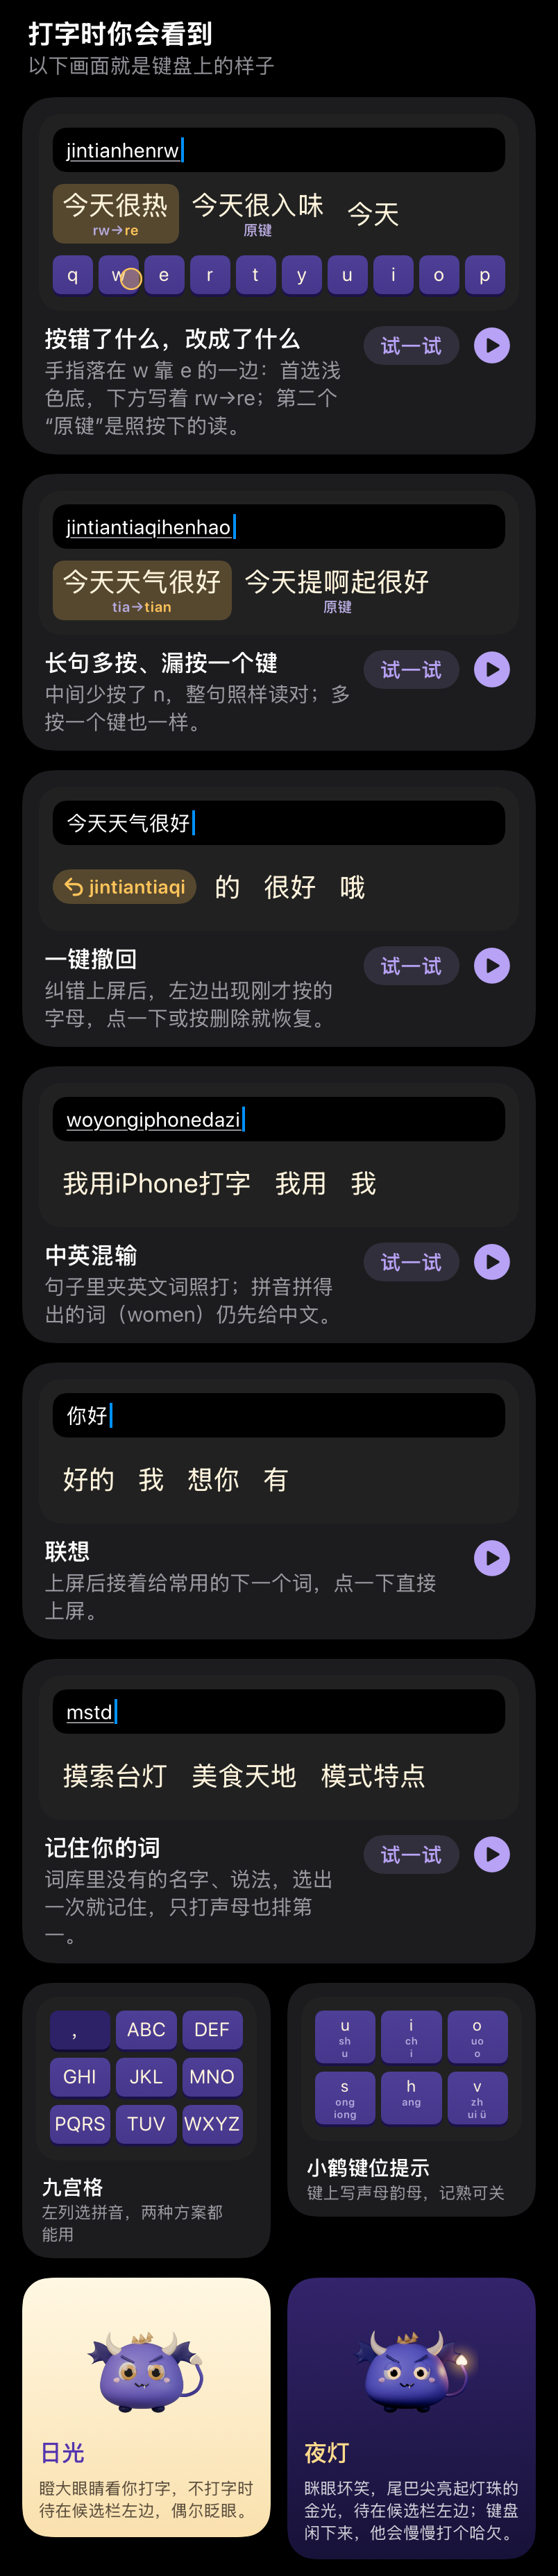 打字时你会看到
以下画面就是键盘上的样子
jintianhenrw
今天很热 今天很入味 今天
rw→re 原键
q w e r t y u i o p
按错了什么，改成了什么 试一试
手指落在 w 靠 e 的一边：首选浅
色底，下方写着 rw→re；第二个
“原键”是照按下的读。
jintiantiaqihenhao
今天天气很好 今天提啊起很好
tia→tian 原键
长句多按、漏按一个键 试一试
中间少按了 n，整句照样读对；多
按一个键也一样。
今天天气很好
jintiantiaqi 的 很好 哦
一键撤回 试一试
纠错上屏后，左边出现刚才按的
字母，点一下或按删除就恢复。
woyongiphonedazi
我用iPhone打字 我用 我
中英混输 试一试
句子里夹英文词照打；拼音拼得
出的词（women）仍先给中文。
你好
好的 我 想你 有
联想
上屏后接着给常用的下一个词，点一下直接
上屏。
mstd
摸索台灯 美食天地 模式特点
记住你的词 试一试
词库里没有的名字、说法，选出
一次就记住，只打声母也排第
一。
， ABC DEF
GHI JKL MNO
PQRS TUV WXYZ
九宫格
左列选拼音，两种方案都
能用
u i o
sh ch uo
u i o
s h v
ong ang zh
iong ui ü
小鹤键位提示
键上写声母韵母，记熟可关
日光
瞪大眼睛看你打字，不打字时
待在候选栏左边，偶尔眨眼。
夜灯
眯眼坏笑，尾巴尖亮起灯珠的
金光，待在候选栏左边；键盘
闲下来，他会慢慢打个哈欠。